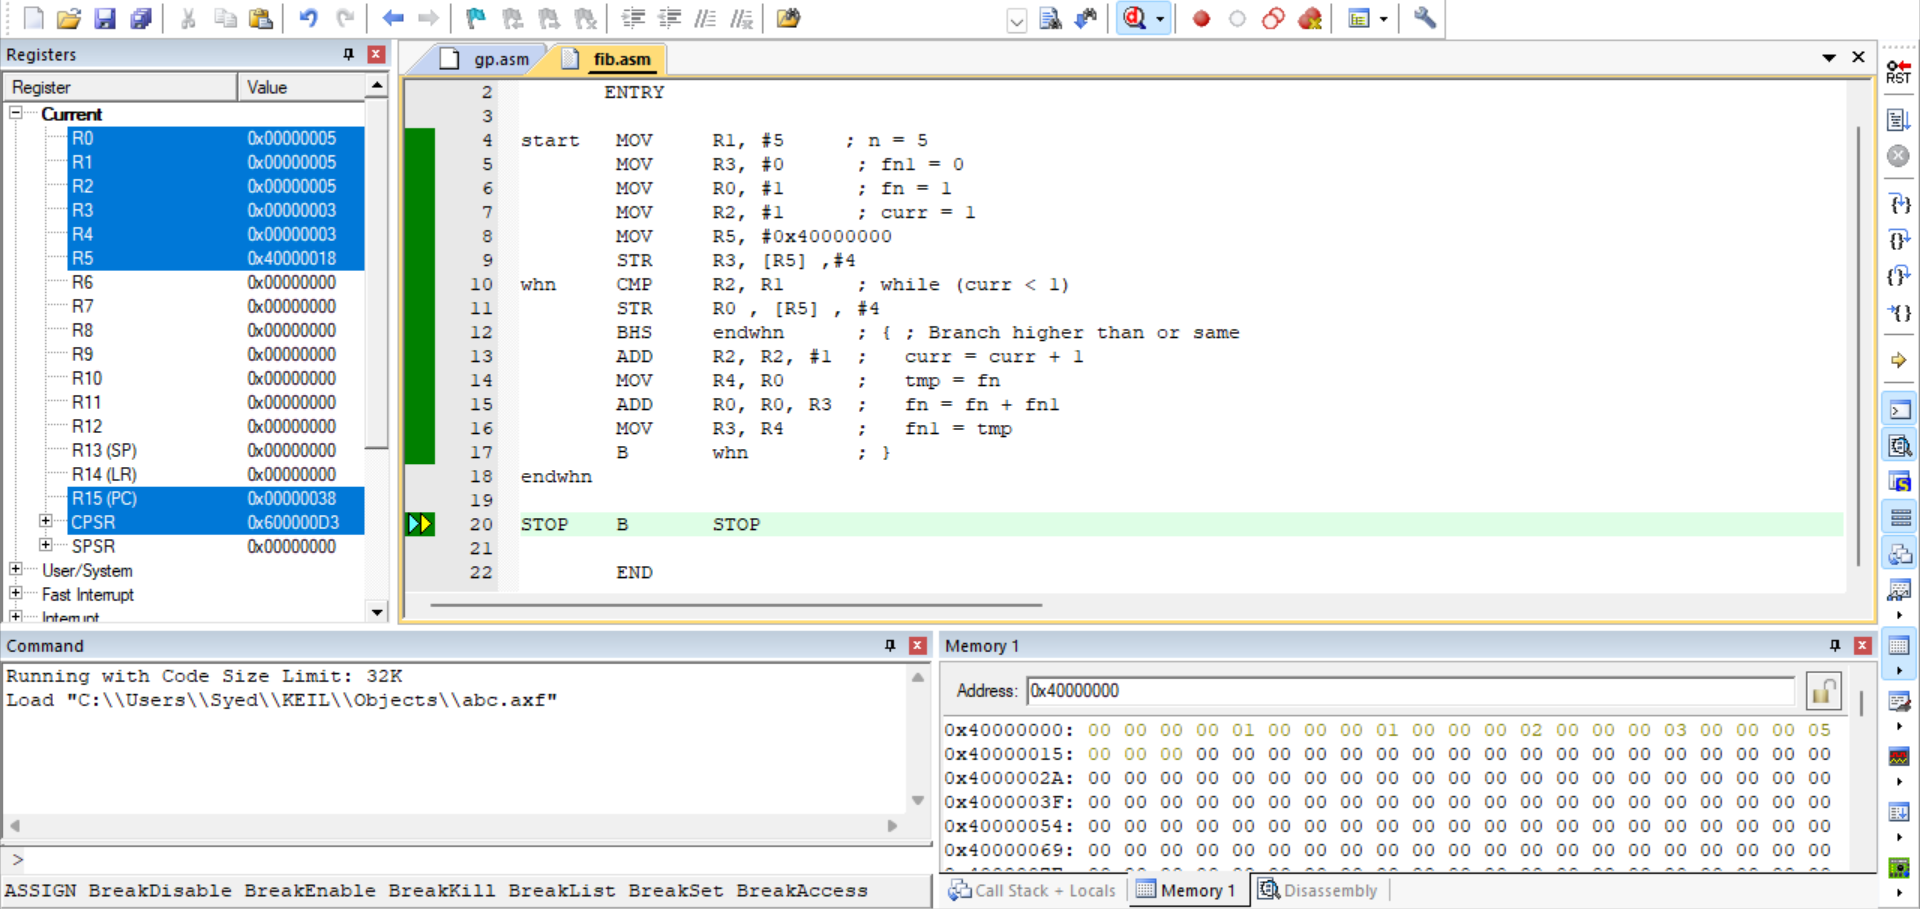 RST
Registers
Register Value
Current
R0 0x00000005
R1 0x00000005
R2 0x00000005
R3 0x00000003
R4 0x00000003
R5 0x40000018
R6 0x00000000
R7 0x00000000
R8 0x00000000
R9 0x00000000
R10 0x00000000
R11 0x00000000
R12 0x00000000
R13 (SP) 0x00000000
R14 (LR) 0x00000000
R15 (PC) 0x00000038
CPSR 0x600000D3
SPSR 0x00000000
User/System
Fast Interrupt
Interrupt
gp.asm fib.asm
2 ENTRY
3
4 start MOV R1, #5 ; n = 5
5 MOV R3, #0 ; fn1 = 0
6 MOV R0, #1 ; fn = 1
7 MOV R2, #1 ; curr = 1
8 MOV R5, #0x40000000
9 STR R3, [R5] ,#4
10 whn CMP R2, R1 ; while (curr < 1)
11 STR R0 , [R5] , #4
12 BHS endwhn ; { ; Branch higher than or same
13 ADD R2, R2, #1 ; curr = curr + 1
14 MOV R4, R0 ; tmp = fn
15 ADD R0, R0, R3 ; fn = fn + fn1
16 MOV R3, R4 ; fn1 = tmp
17 B whn ; }
18 endwhn
19
20 STOP B STOP
21
22 END
Command
Running with Code Size Limit: 32K
Load "C:\\Users\\Syed\\KEIL\\Objects\\abc.axf"
>
ASSIGN BreakDisable BreakEnable BreakKill BreakList BreakSet BreakAccess
Memory 1
Address: 0x40000000
0x40000000: 00 00 00 00 01 00 00 00 01 00 00 00 02 00 00 00 03 00 00 00 05
0x40000015: 00 00 00 00 00 00 00 00 00 00 00 00 00 00 00 00 00 00 00 00 00
0x4000002A: 00 00 00 00 00 00 00 00 00 00 00 00 00 00 00 00 00 00 00 00 00
0x4000003F: 00 00 00 00 00 00 00 00 00 00 00 00 00 00 00 00 00 00 00 00 00
0x40000054: 00 00 00 00 00 00 00 00 00 00 00 00 00 00 00 00 00 00 00 00 00
0x40000069: 00 00 00 00 00 00 00 00 00 00 00 00 00 00 00 00 00 00 00 00 00
Call Stack + Locals Memory 1 Disassembly